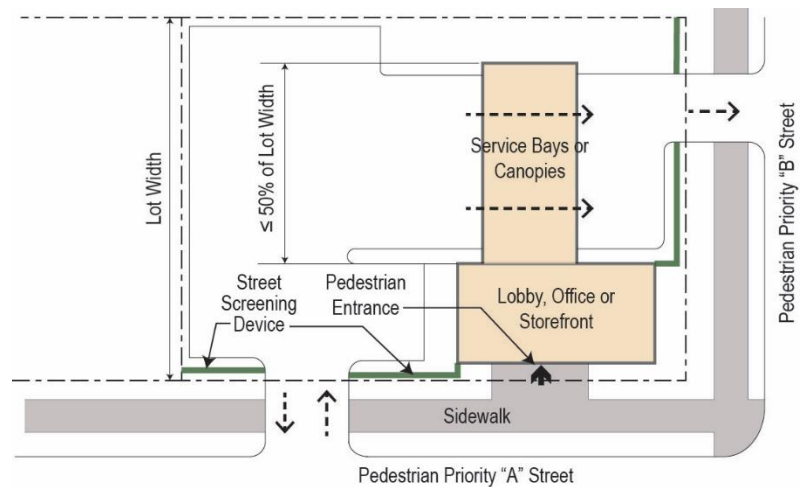 Lot Width
≤ 50% of Lot Width
Service Bays or
Canopies
Pedestrian Priority "B" Street
Street
Screening
Device
Pedestrian
Entrance
Lobby, Office or
Storefront
Sidewalk
Pedestrian Priority "A" Street